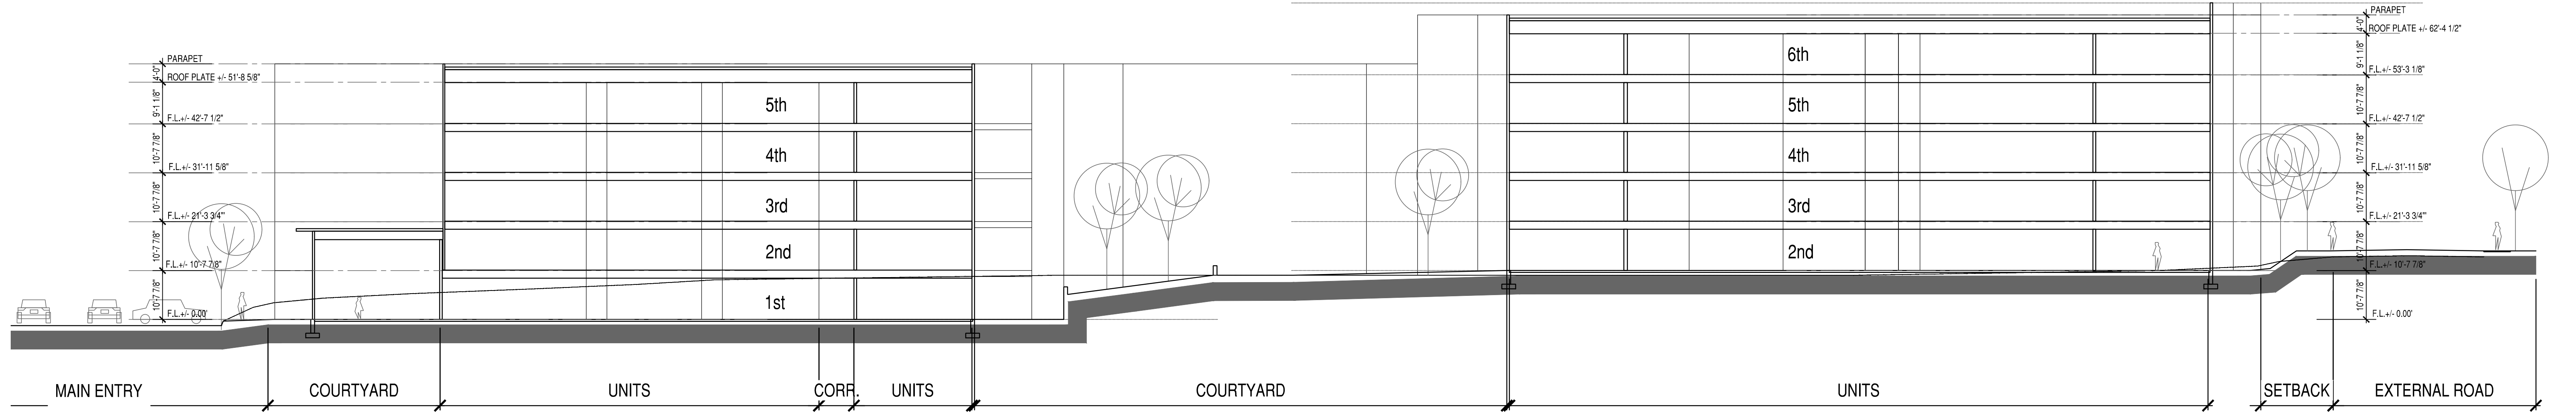 PARAPET
ROOF PLATE +/- 51'-8 5/8"
F.L.+/- 42'-7 1/2"
F.L.+/- 31'-11 5/8"
F.L.+/- 21'-3 3/4"'
F.L.+/- 10'-7 7/8"
F.L.+/- 0.00'
4'-0"
9'-1 1/8"
10'-7 7/8"
10'-7 7/8"
10'-7 7/8"
10'-7 7/8"
5th
4th
3rd
2nd
1st
6th
5th
4th
3rd
2nd
PARAPET
ROOF PLATE +/- 62'-4 1/2"
F.L.+/- 53'-3 1/8"
F.L.+/- 42'-7 1/2"
F.L.+/- 31'-11 5/8"
F.L.+/- 21'-3 3/4"'
F.L.+/- 10'-7 7/8"
F.L.+/- 0.00'
4'-0"
9'-1 1/8"
10'-7 7/8"
10'-7 7/8"
10'-7 7/8"
10'-7 7/8"
10'-7 7/8"
MAIN ENTRY
COURTYARD
UNITS
CORR.
UNITS
COURTYARD
UNITS
SETBACK
EXTERNAL ROAD